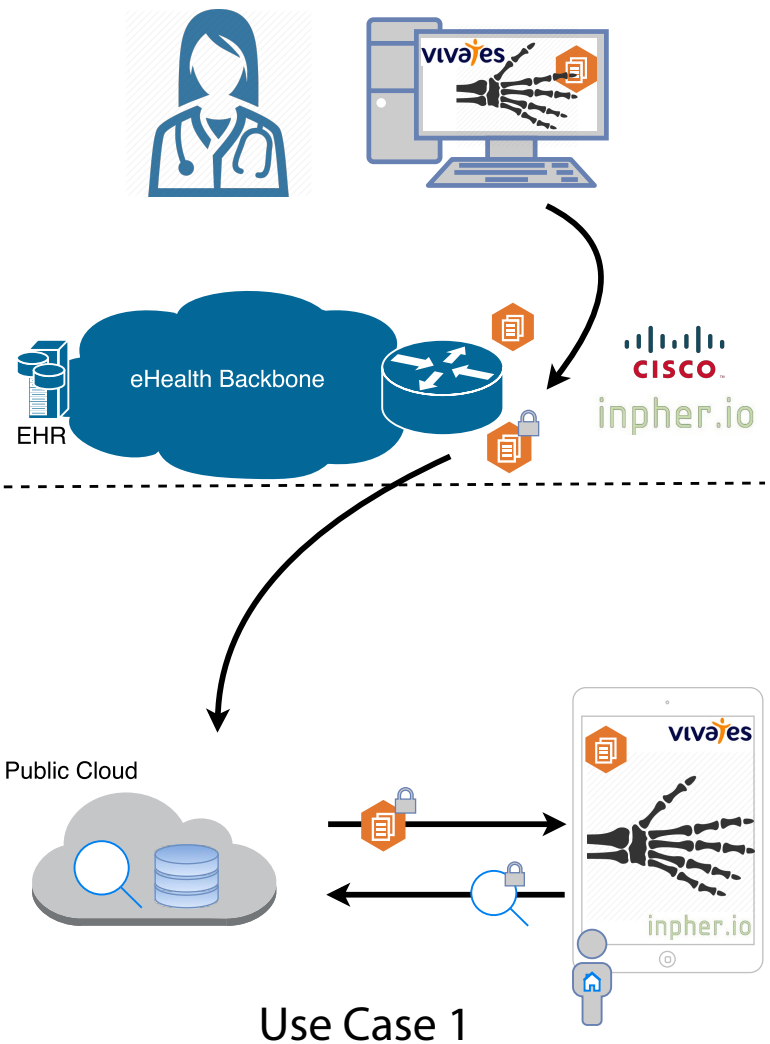 vivates
eHealth Backbone
EHR
CISCO
inpher.io
Public Cloud
vivates
inpher.io
Use Case 1